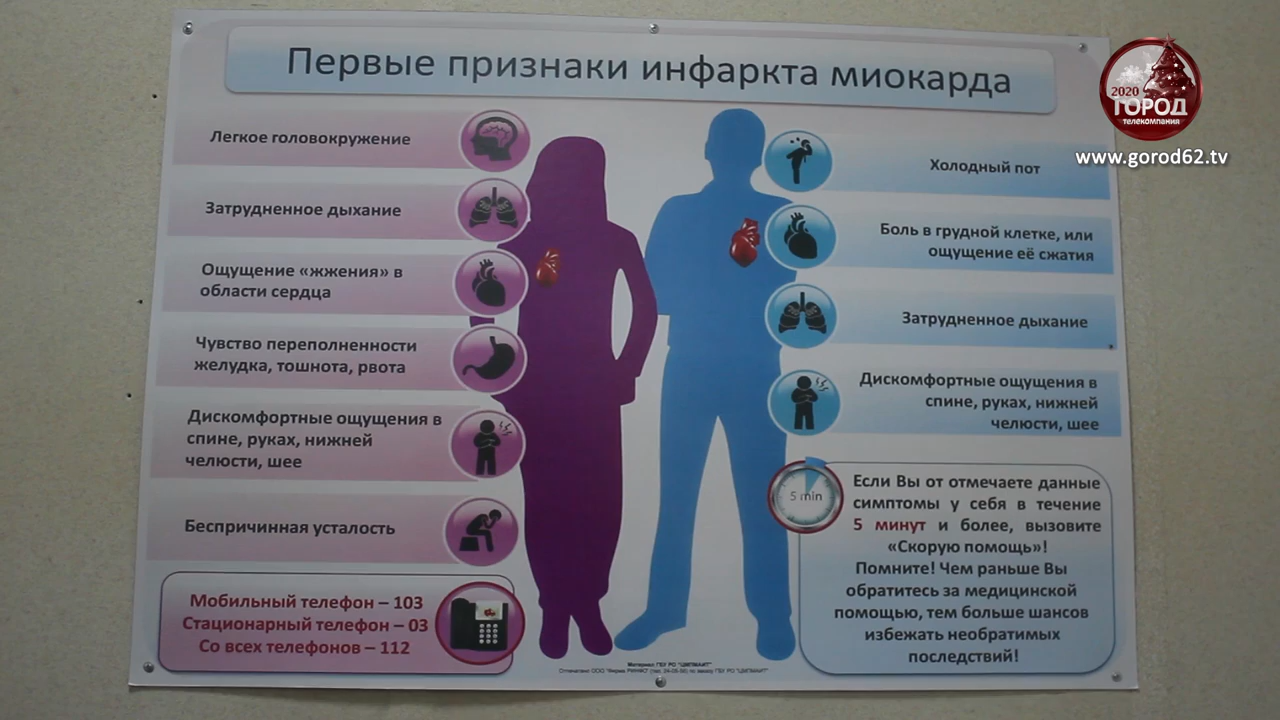 Первые признаки инфаркта миокарда
Легкое головокружение
Затрудненное дыхание
Ощущение «жжения» в
области сердца
Чувство переполненности
желудка, тошнота, рвота
Дискомфортные ощущения в
спине, руках, нижней
челюсти, шее
Беспричинная усталость
Мобильный телефон – 103
Стационарный телефон – 03
Со всех телефонов – 112
Холодный пот
Боль в грудной клетке, или
ощущение её сжатия
Затрудненное дыхание
Дискомфортные ощущения в
спине, руках, нижней
челюсти, шее
5 min
Если Вы от отмечаете данные
симптомы у себя в течение
5 минут и более, вызовите
«Скорую помощь»!
Помните! Чем раньше Вы
обратитесь за медицинской
помощью, тем больше шансов
избежать необратимых
последствий!
2020
ГОРОД
телекомпания
www.gorod62.tv